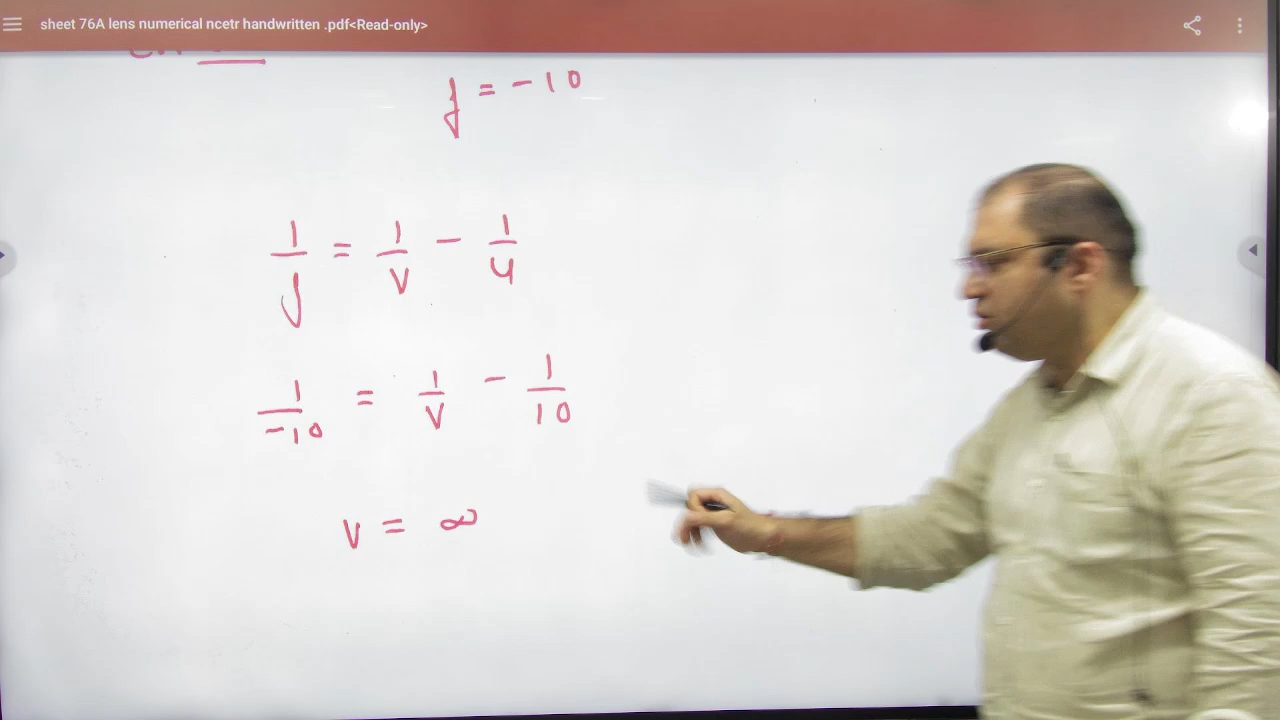 sheet 76A lens numerical ncetr handwritten .pdf<Read-only>
f = -10
1/f = 1/v - 1/u
1/-10 = 1/v - 1/10
v = ∞